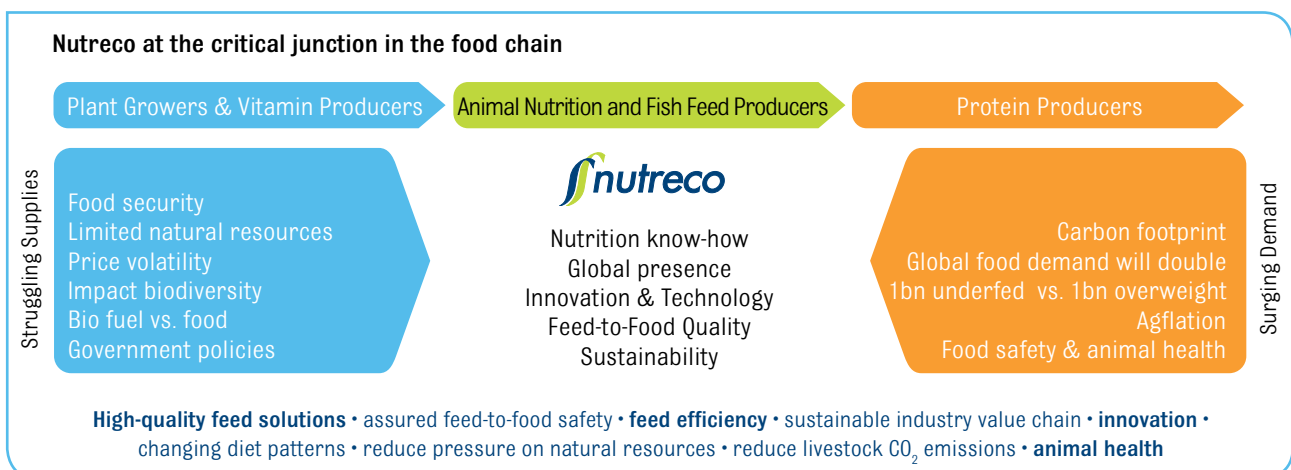 Nutreco at the critical junction in the food chain
Plant Growers & Vitamin Producers
Animal Nutrition and Fish Feed Producers
Protein Producers
Struggling Supplies
Food security
Limited natural resources
Price volatility
Impact biodiversity
Bio fuel vs. food
Government policies
nutreco
Nutrition know-how
Global presence
Innovation & Technology
Feed-to-Food Quality
Sustainability
Carbon footprint
Global food demand will double
1bn underfed vs. 1bn overweight
Agflation
Food safety & animal health
Surging Demand
High-quality feed solutions • assured feed-to-food safety • feed efficiency • sustainable industry value chain • innovation •
changing diet patterns • reduce pressure on natural resources • reduce livestock CO₂ emissions • animal health